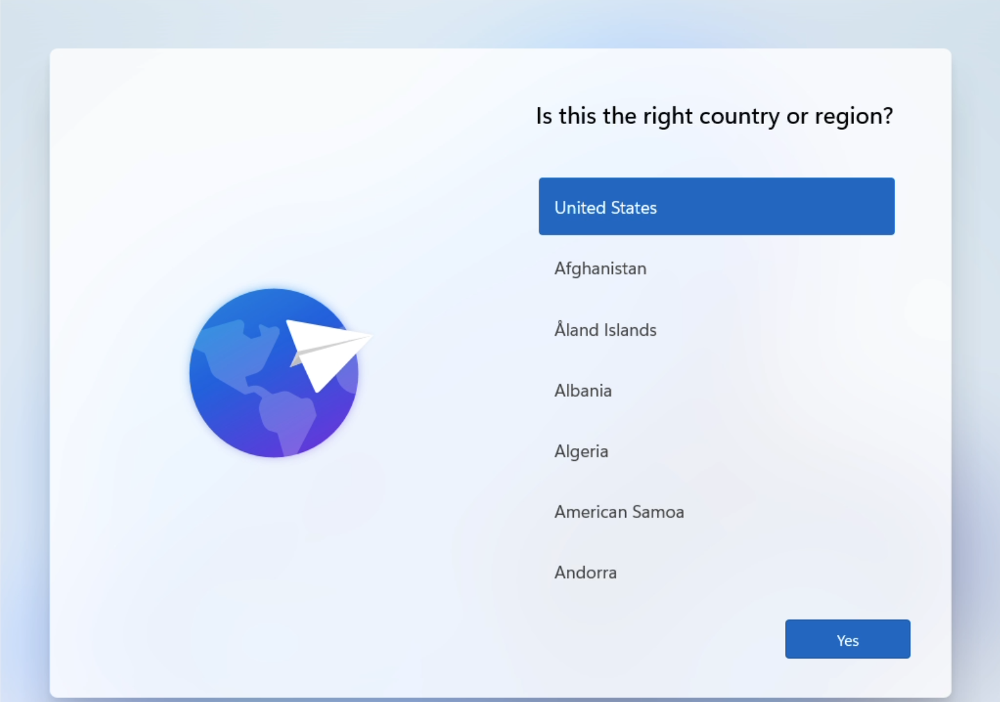 Is this the right country or region?
United States
Afghanistan
Åland Islands
Albania
Algeria
American Samoa
Andorra
Yes